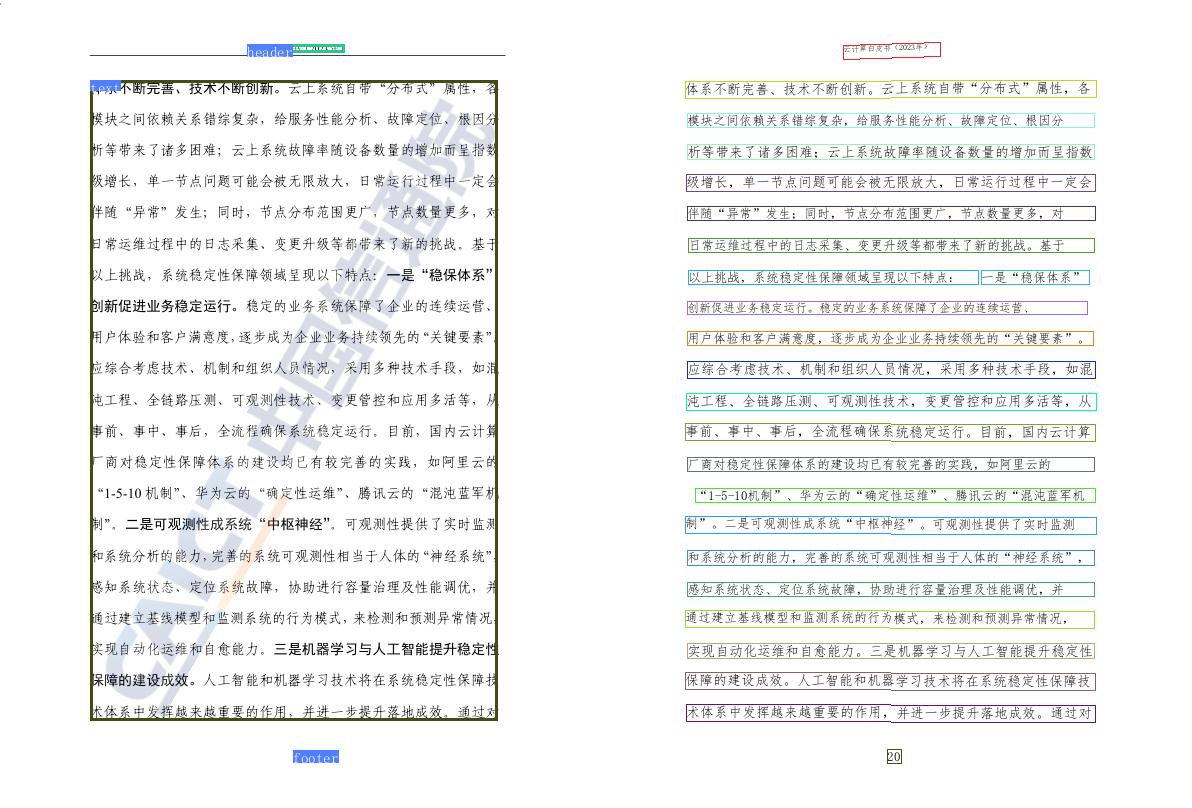 header
text
系不断完善、技术不断创新。云上系统自带“分布式”属性，各
模块之间依赖关系错综复杂，给服务性能分析、故障定位、根因分
析等带来了诸多困难；云上系统故障率随设备数量的增加而呈指数
级增长，单一节点问题可能会被无限放大，日常运行过程中一定会
伴随“异常”发生；同时，节点分布范围更广，节点数量更多，对
日常运维过程中的日志采集、变更升级等都带来了新的挑战。基于
以上挑战，系统稳定性保障领域呈现以下特点：一是“稳保体系”
创新促进业务稳定运行。稳定的业务系统保障了企业的连续运营、
用户体验和客户满意度，逐步成为企业业务持续领先的“关键要素”。
应综合考虑技术、机制和组织人员情况，采用多种技术手段，如混
沌工程、全链路压测、可观测性技术、变更管控和应用多活等，从
事前、事中、事后，全流程确保系统稳定运行。目前，国内云计算
厂商对稳定性保障体系的建设均已有较完善的实践，如阿里云的
“1-5-10 机制”、华为云的“确定性运维”、腾讯云的“混沌蓝军机
制”。二是可观测性成系统“中枢神经”。可观测性提供了实时监测
和系统分析的能力，完善的系统可观测性相当于人体的“神经系统”，
感知系统状态、定位系统故障，协助进行容量治理及性能调优，并
通过建立基线模型和监测系统的行为模式，来检测和预测异常情况，
实现自动化运维和自愈能力。三是机器学习与人工智能提升稳定性
保障的建设成效。人工智能和机器学习技术将在系统稳定性保障技
术体系中发挥越来越重要的作用，并进一步提升落地成效。通过对
CAICT 中国信通院
footer
云计算白皮书（2023年）
体系不断完善、技术不断创新。云上系统自带“分布式”属性，各
模块之间依赖关系错综复杂，给服务性能分析、故障定位、根因分
析等带来了诸多困难；云上系统故障率随设备数量的增加而呈指数
级增长，单一节点问题可能会被无限放大，日常运行过程中一定会
伴随“异常”发生；同时，节点分布范围更广，节点数量更多，对
日常运维过程中的日志采集、变更升级等都带来了新的挑战。基于
以上挑战，系统稳定性保障领域呈现以下特点： 一是“稳保体系”
创新促进业务稳定运行。稳定的业务系统保障了企业的连续运营、
用户体验和客户满意度，逐步成为企业业务持续领先的“关键要素”。
应综合考虑技术、机制和组织人员情况，采用多种技术手段，如混
沌工程、全链路压测、可观测性技术，变更管控和应用多活等，从
事前、事中、事后，全流程确保系统稳定运行。目前，国内云计算
厂商对稳定性保障体系的建设均已有较完善的实践，如阿里云的
“1-5-10机制”、华为云的“确定性运维”、腾讯云的“混沌蓝军机
制”。二是可观测性成系统“中枢神经”。可观测性提供了实时监测
和系统分析的能力，完善的系统可观测性相当于人体的“神经系统”，
感知系统状态、定位系统故障，协助进行容量治理及性能调优，并
通过建立基线模型和监测系统的行为模式，来检测和预测异常情况，
实现自动化运维和自愈能力。三是机器学习与人工智能提升稳定性
保障的建设成效。人工智能和机器学习技术将在系统稳定性保障技
术体系中发挥越来越重要的作用，并进一步提升落地成效。通过对
20